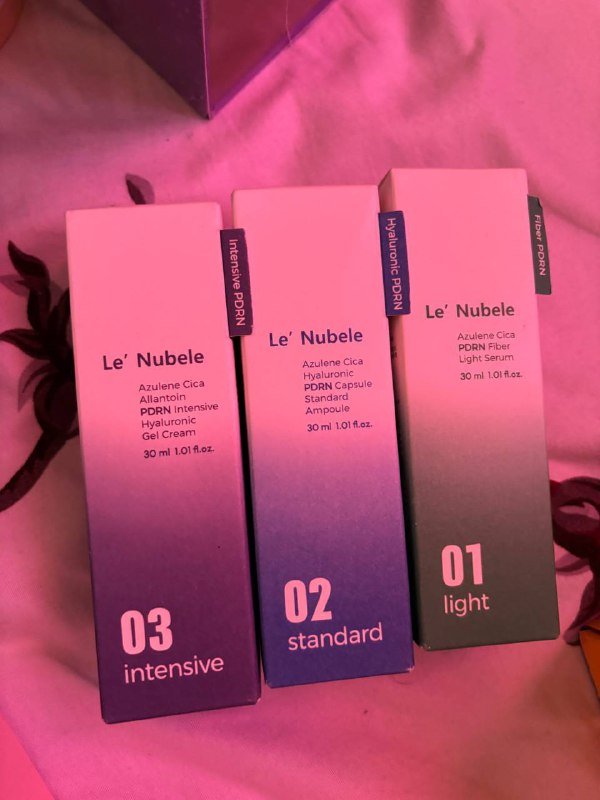 Intensive PDRN
Le' Nubele
Azulene Cica
Allantoin
PDRN Intensive
Hyaluronic
Gel Cream
30 ml 1.01 fl.oz.
03
intensive
Hyaluronic PDRN
Le' Nubele
Azulene Cica
Hyaluronic
PDRN Capsule
Standard
Ampoule
30 ml 1.01 fl.oz.
02
standard
Fiber PDRN
Le' Nubele
Azulene Cica
PDRN Fiber
Light Serum
30 ml 1.01 fl.oz.
01
light